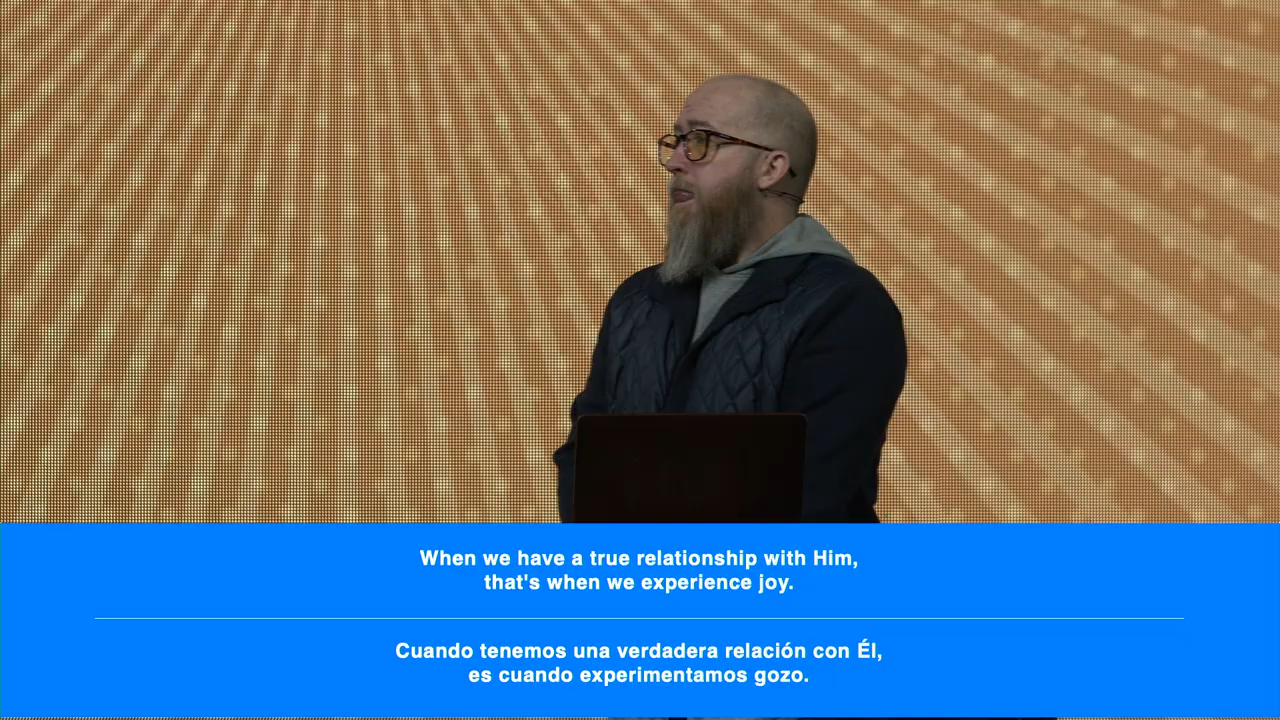 When we have a true relationship with Him,
that's when we experience joy.
Cuando tenemos una verdadera relación con Él,
es cuando experimentamos gozo.